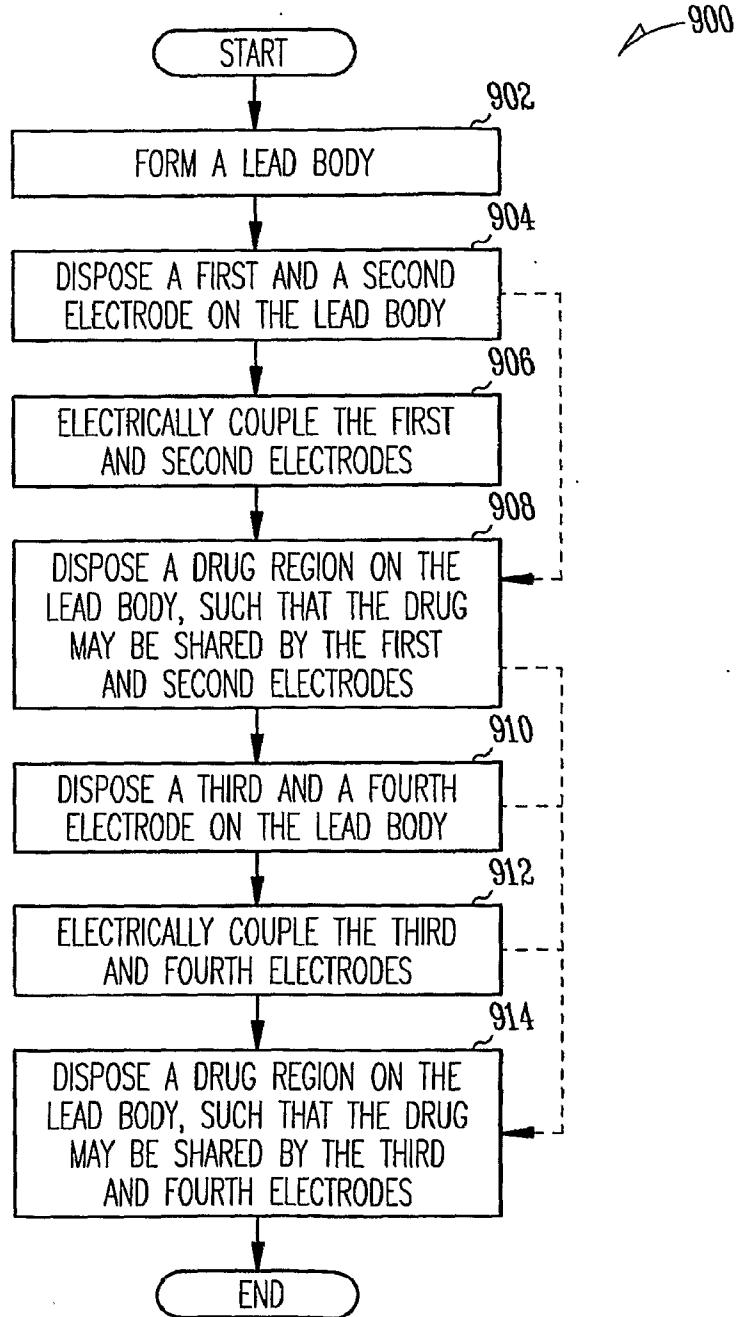 900
START
902
FORM A LEAD BODY
904
DISPOSE A FIRST AND A SECOND
ELECTRODE ON THE LEAD BODY
906
ELECTRICALLY COUPLE THE FIRST
AND SECOND ELECTRODES
908
DISPOSE A DRUG REGION ON THE
LEAD BODY, SUCH THAT THE DRUG
MAY BE SHARED BY THE FIRST
AND SECOND ELECTRODES
910
DISPOSE A THIRD AND A FOURTH
ELECTRODE ON THE LEAD BODY
912
ELECTRICALLY COUPLE THE THIRD
AND FOURTH ELECTRODES
914
DISPOSE A DRUG REGION ON THE
LEAD BODY, SUCH THAT THE DRUG
MAY BE SHARED BY THE THIRD
AND FOURTH ELECTRODES
END